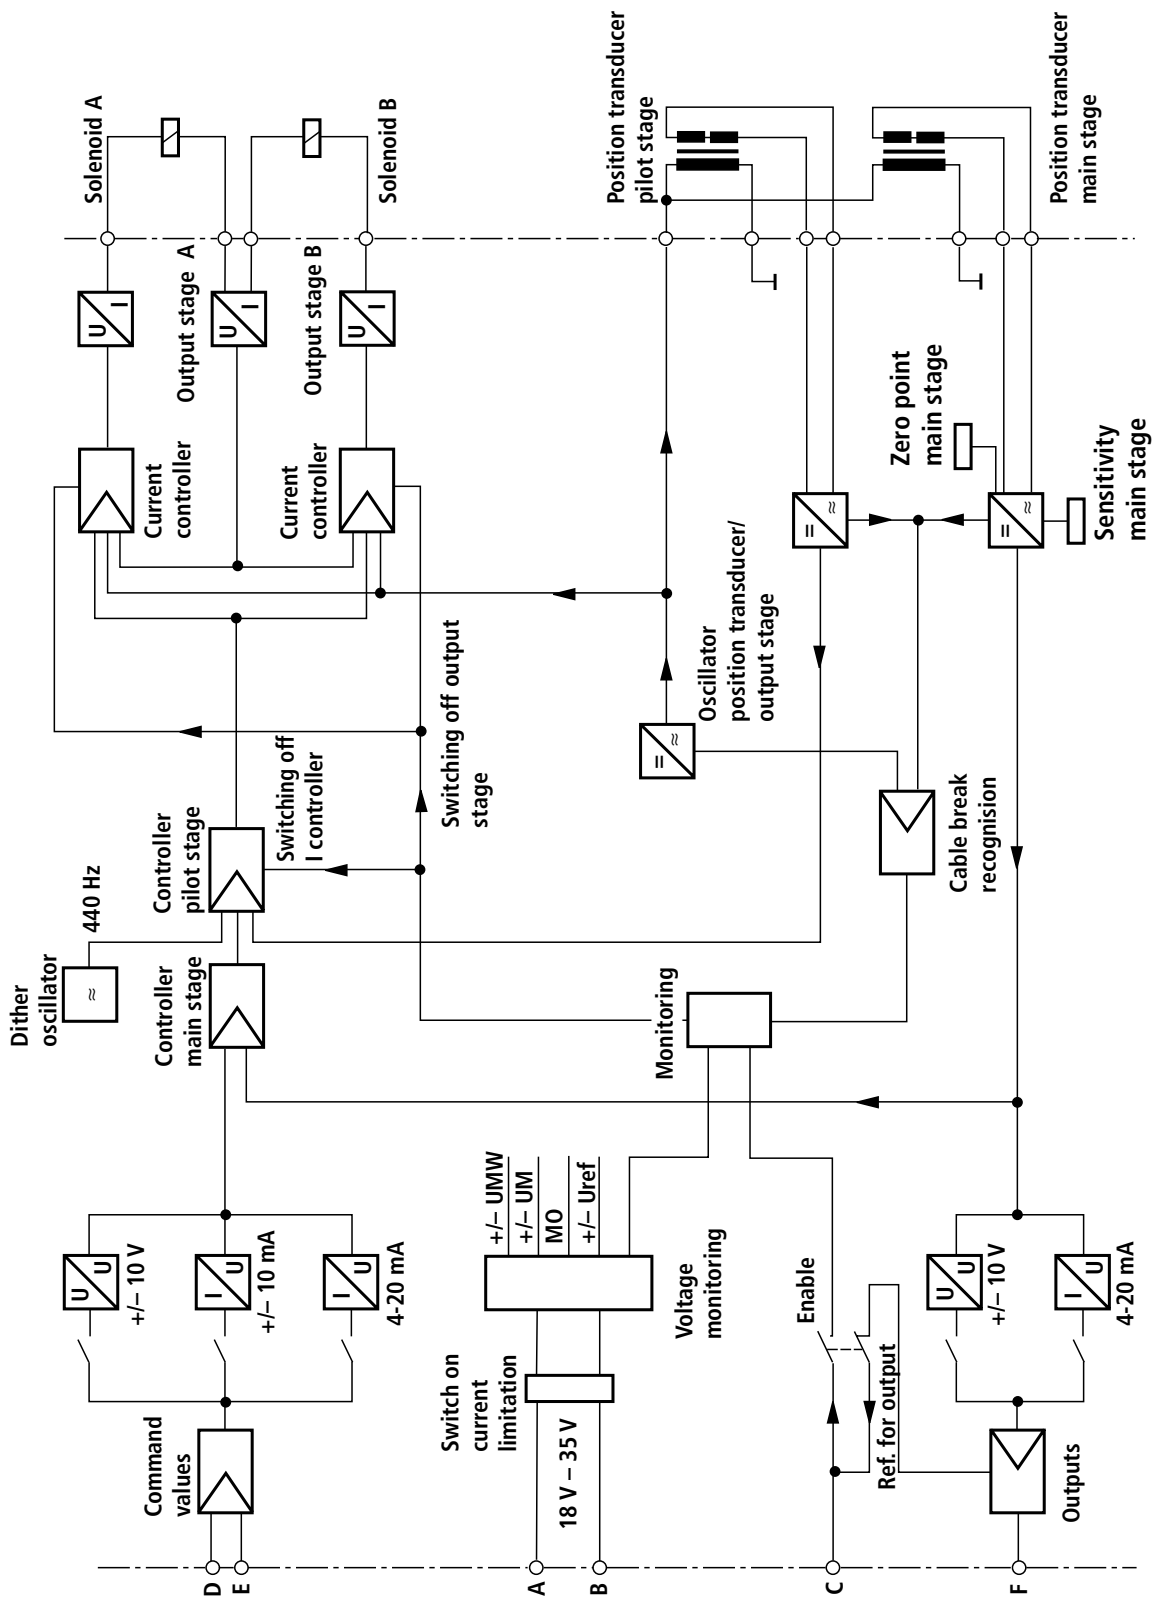 Dither
oscillator
440 Hz
Solenoid A
Command
values
+/– 10 V
Controller
main stage
Controller
pilot stage
Current
controller
Output stage A
D
E
+/– 10 mA
Switching off
I controller
Current
controller
Output stage B
Solenoid B
4-20 mA
Switching off output
stage
Switch on
current
limitation
+/– UMW
+/– UM
MO
+/– Uref
A
B
18 V – 35 V
Voltage
monitoring
Monitoring
Oscillator
position transducer/
output stage
Position transducer
pilot stage
Enable
C
Ref. for output
Cable break
recognision
Zero point
main stage
+/– 10 V
F
Outputs
4-20 mA
Sensitivity
main stage
Position transducer
main stage
U
U
I
U
I
U
U
I
U
I
U
I
U
U
I
U
=
≈
=
≈
=
≈
≈